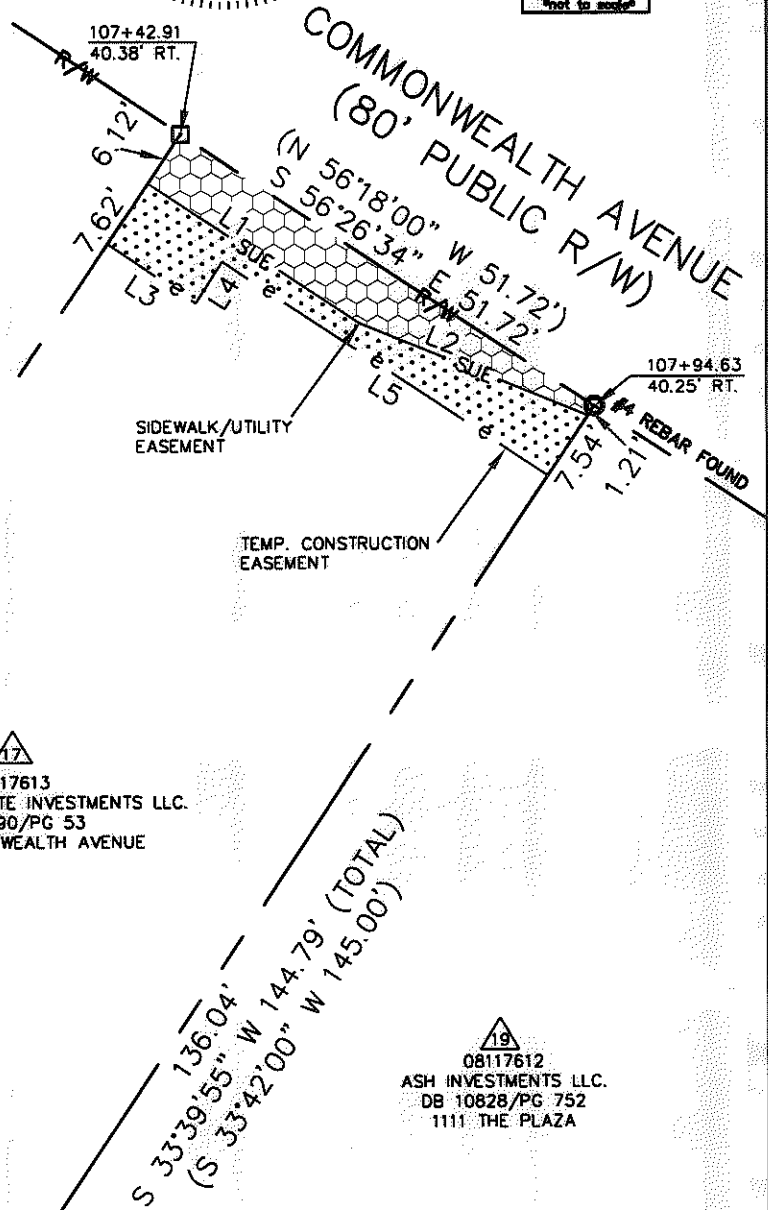 "not to scale"
107+42.91
40.38' RT.
R/W
COMMONWEALTH AVENUE
(80' PUBLIC R/W)
(N 56°18'00" W 51.72')
S 56°26'34" E 51.72'
R/W
6.12'
7.62'
L1
SUE
L2
SUE
L3
e
L4
e
e
L5
e
107+94.63
40.25' RT.
#4 REBAR FOUND
7.54'
1.21'
SIDEWALK/UTILITY
EASEMENT
TEMP. CONSTRUCTION
EASEMENT
17
17613
TE INVESTMENTS LLC.
90/PG 53
WEALTH AVENUE
136.04'
S 33°39'55" W 144.79' (TOTAL)
(S 33°42'00" W 145.00')
19
08117612
ASH INVESTMENTS LLC.
DB 10828/PG 752
1111 THE PLAZA